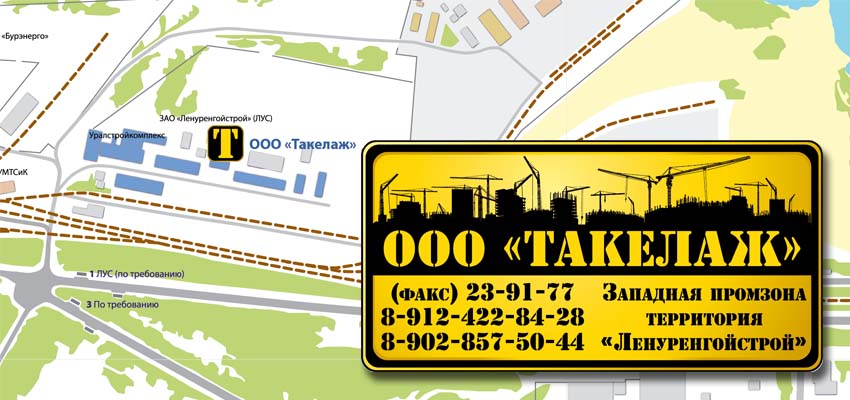 «Бурэнерго»
ЗАО «Ленуренгойстрой» (ЛУС)
Уралстройкомплекс
Т ООО «Такелаж»
УМТСиК
1 ЛУС (по требованию)
3 По требованию
ООО «ТАКЕЛАЖ»
(факс) 23-91-77
8-912-422-84-28
8-902-857-50-44
Западная промзона
территория
«Ленуренгойстрой»